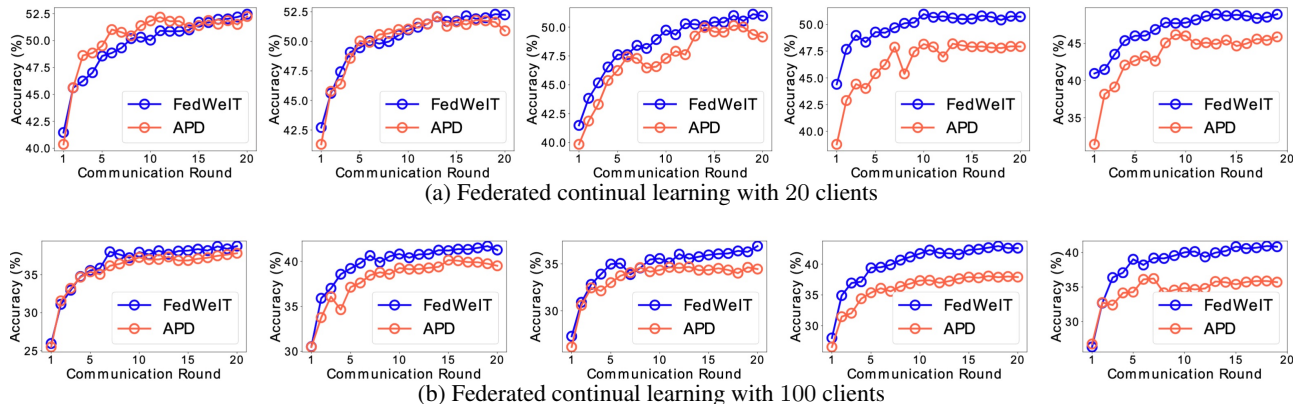 52.5
50.0
47.5
45.0
42.5
40.0
Accuracy (%)
FedWeIT
APD
1 5 10 15 20
Communication Round
52.5
50.0
47.5
45.0
42.5
Accuracy (%)
FedWeIT
APD
1 5 10 15 20
Communication Round
50.0
47.5
45.0
42.5
40.0
Accuracy (%)
FedWeIT
APD
1 5 10 15 20
Communication Round
50.0
47.5
45.0
42.5
40.0
Accuracy (%)
FedWeIT
APD
1 5 10 15 20
Communication Round
45
40
35
Accuracy (%)
FedWeIT
APD
1 5 10 15 20
Communication Round
(a) Federated continual learning with 20 clients
35
30
25
Accuracy (%)
FedWeIT
APD
1 5 10 15 20
Communication Round
40
35
30
Accuracy (%)
FedWeIT
APD
1 5 10 15 20
Communication Round
35
30
Accuracy (%)
FedWeIT
APD
1 5 10 15 20
Communication Round
40
35
30
Accuracy (%)
FedWeIT
APD
1 5 10 15 20
Communication Round
40
35
30
25
Accuracy (%)
FedWeIT
APD
1 5 10 15 20
Communication Round
(b) Federated continual learning with 100 clients